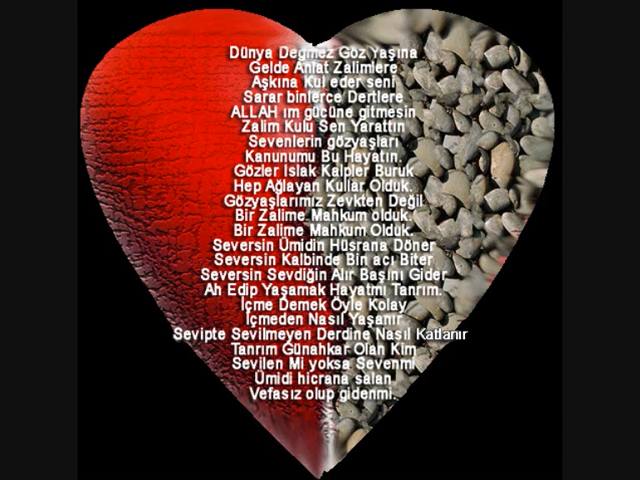 Dünya Değmez Göz Yaşına
Gelde Anlat Zalimlere
Aşkına Kul eder seni
Sarar binlerce Dertlere
ALLAH ım gücüne gitmesin
Zalim Kulu Sen Yarattın
Sevenlerin gözyaşları
Kanunumu Bu Hayatın.
Gözler Islak Kalpler Buruk
Hep Ağlayan Kullar Olduk.
Gözyaşlarımız Zevkten Değil
Bir Zalime Mahkum olduk.
Bir Zalime Mahkum Olduk.
Seversin Ümidin Hüsrana Döner
Seversin Kalbinde Bin acı Biter
Seversin Sevdiğin Alır Başını Gider
Ah Edip Yaşamak Hayatmı Tanrım.
İçme Demek Öyle Kolay
İçmeden Nasıl Yaşanır
Sevipte Sevilmeyen Derdine Nasıl Katlanır
Tanrım Günahkar Olan Kim
Sevilen Mi yoksa Sevenmi
Ümidi hicrana salan
Vefasız olup gidenmi.